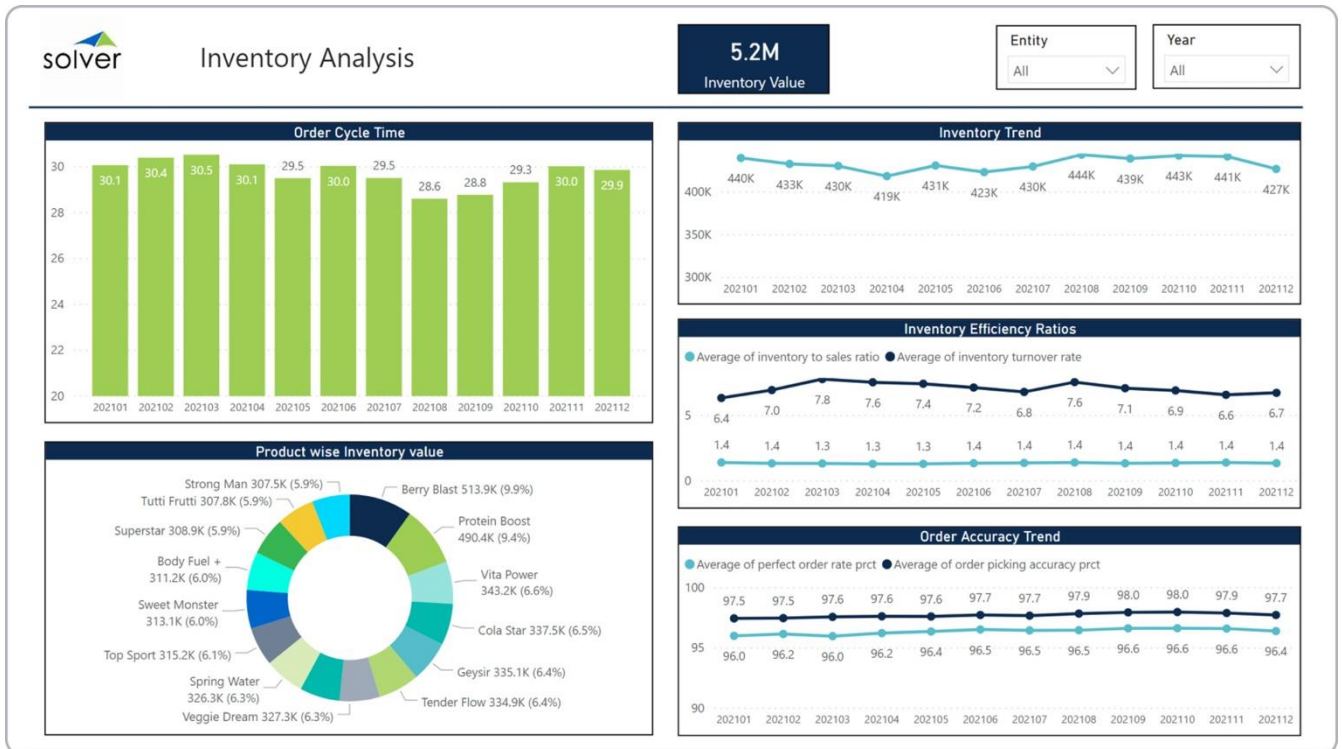 solver
Inventory Analysis
5.2M
Inventory Value
Entity
All
Year
All
Order Cycle Time
30
28
26
24
22
20
30.1
30.4
30.5
30.1
29.5
30.0
29.5
28.6
28.8
29.3
30.0
29.9
202101 202102 202103 202104 202105 202106 202107 202108 202109 202110 202111 202112
Product wise Inventory value
Strong Man 307.5K (5.9%)
Tutti Frutti 307.8K (5.9%)
Superstar 308.9K (5.9%)
Body Fuel +
311.2K (6.0%)
Sweet Monster
313.1K (6.0%)
Top Sport 315.2K (6.1%)
Spring Water
326.3K (6.3%)
Veggie Dream 327.3K (6.3%)
Berry Blast 513.9K (9.9%)
Protein Boost
490.4K (9.4%)
Vita Power
343.2K (6.6%)
Cola Star 337.5K (6.5%)
Geysir 335.1K (6.4%)
Tender Flow 334.9K (6.4%)
Inventory Trend
400K
350K
300K
440K 433K 430K 419K 431K 423K 430K 444K 439K 443K 441K 427K
202101 202102 202103 202104 202105 202106 202107 202108 202109 202110 202111 202112
Inventory Efficiency Ratios
Average of inventory to sales ratio Average of inventory turnover rate
5
0
6.4 7.0 7.8 7.6 7.4 7.2 6.8 7.6 7.1 6.9 6.6 6.7
1.4 1.4 1.3 1.3 1.3 1.4 1.4 1.4 1.4 1.4 1.4 1.4
202101 202102 202103 202104 202105 202106 202107 202108 202109 202110 202111 202112
Order Accuracy Trend
Average of perfect order rate prct Average of order picking accuracy prct
100
95
90
97.5 97.5 97.6 97.6 97.6 97.7 97.7 97.9 98.0 98.0 97.9 97.7
96.0 96.2 96.0 96.2 96.4 96.5 96.5 96.5 96.6 96.6 96.6 96.4
202101 202102 202103 202104 202105 202106 202107 202108 202109 202110 202111 202112